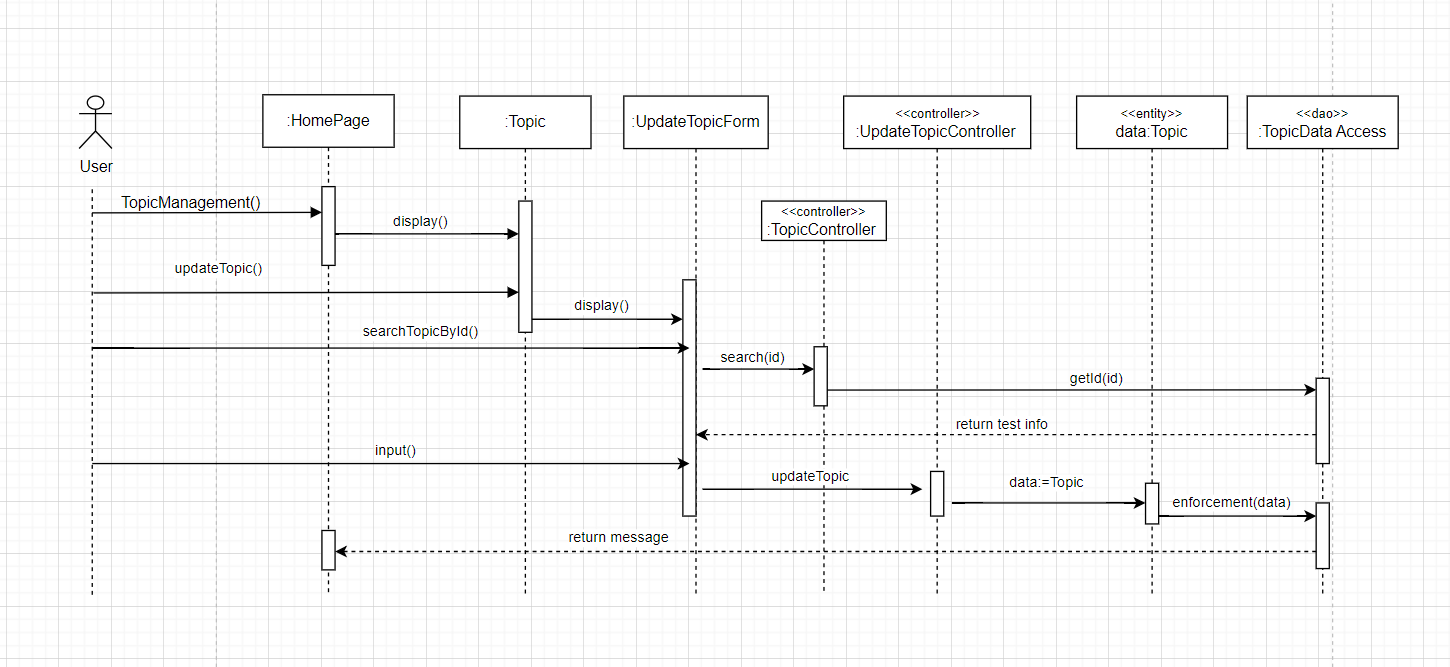 User
:HomePage
:Topic
:UpdateTopicForm
<<controller>>
:UpdateTopicController
<<entity>>
data:Topic
<<dao>>
:TopicData Access
<<controller>>
:TopicController
TopicManagement()
display()
updateTopic()
display()
searchTopicById()
search(id)
getId(id)
return test info
input()
updateTopic
data:=Topic
enforcement(data)
return message